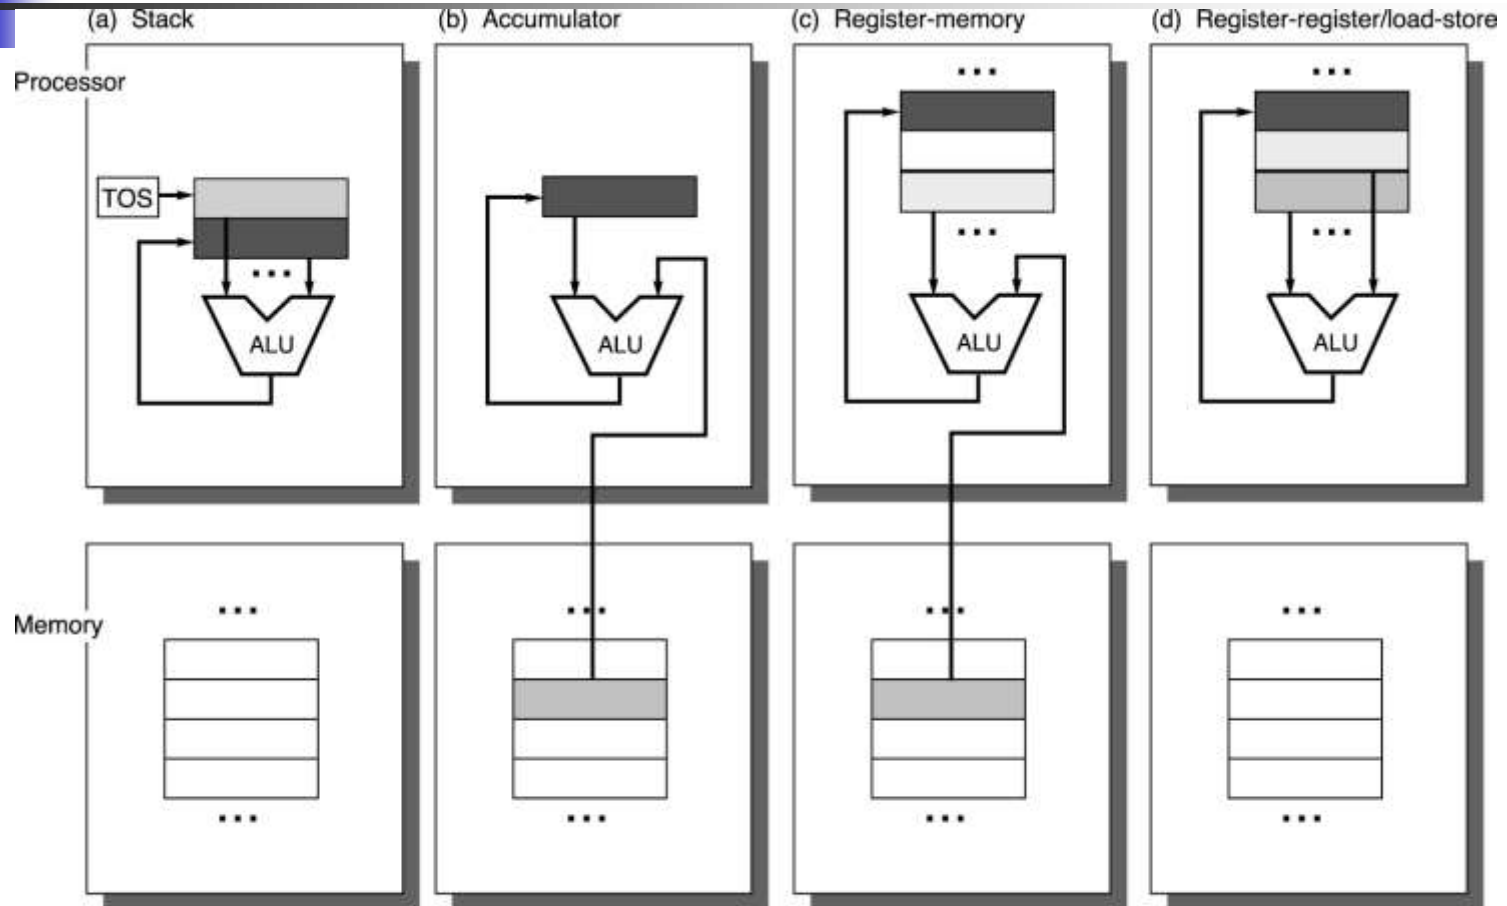 (a) Stack
(b) Accumulator
(c) Register-memory
(d) Register-register/load-store
Processor
...
...
TOS
...
...
...
ALU
ALU
ALU
ALU
Memory
...
...
...
...
...
...
...
...